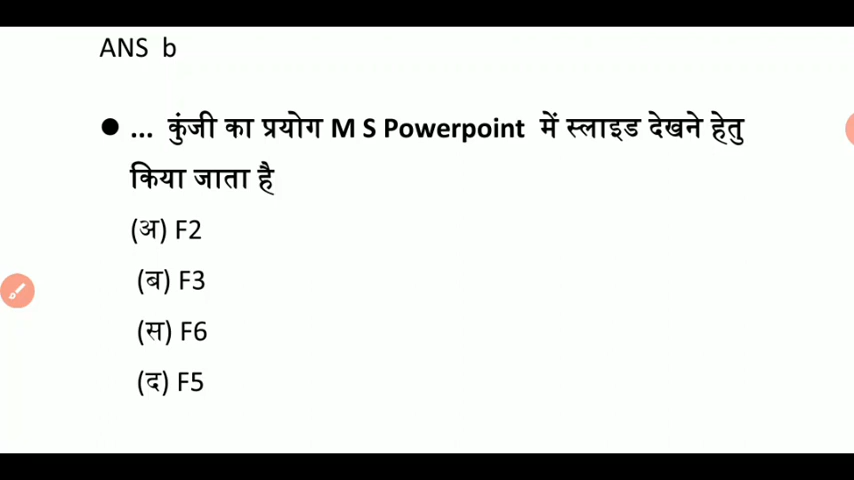 ANS b
● ... कुंजी का प्रयोग M S Powerpoint में स्लाइड देखने हेतु
किया जाता है
(अ) F2
(ब) F3
(स) F6
(द) F5